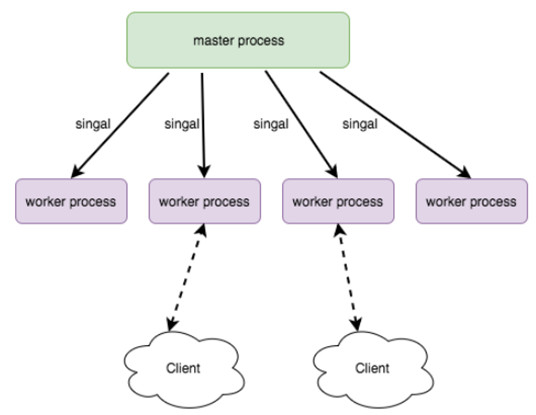 master process
singal
singal
singal
singal
worker process
worker process
worker process
worker process
Client
Client